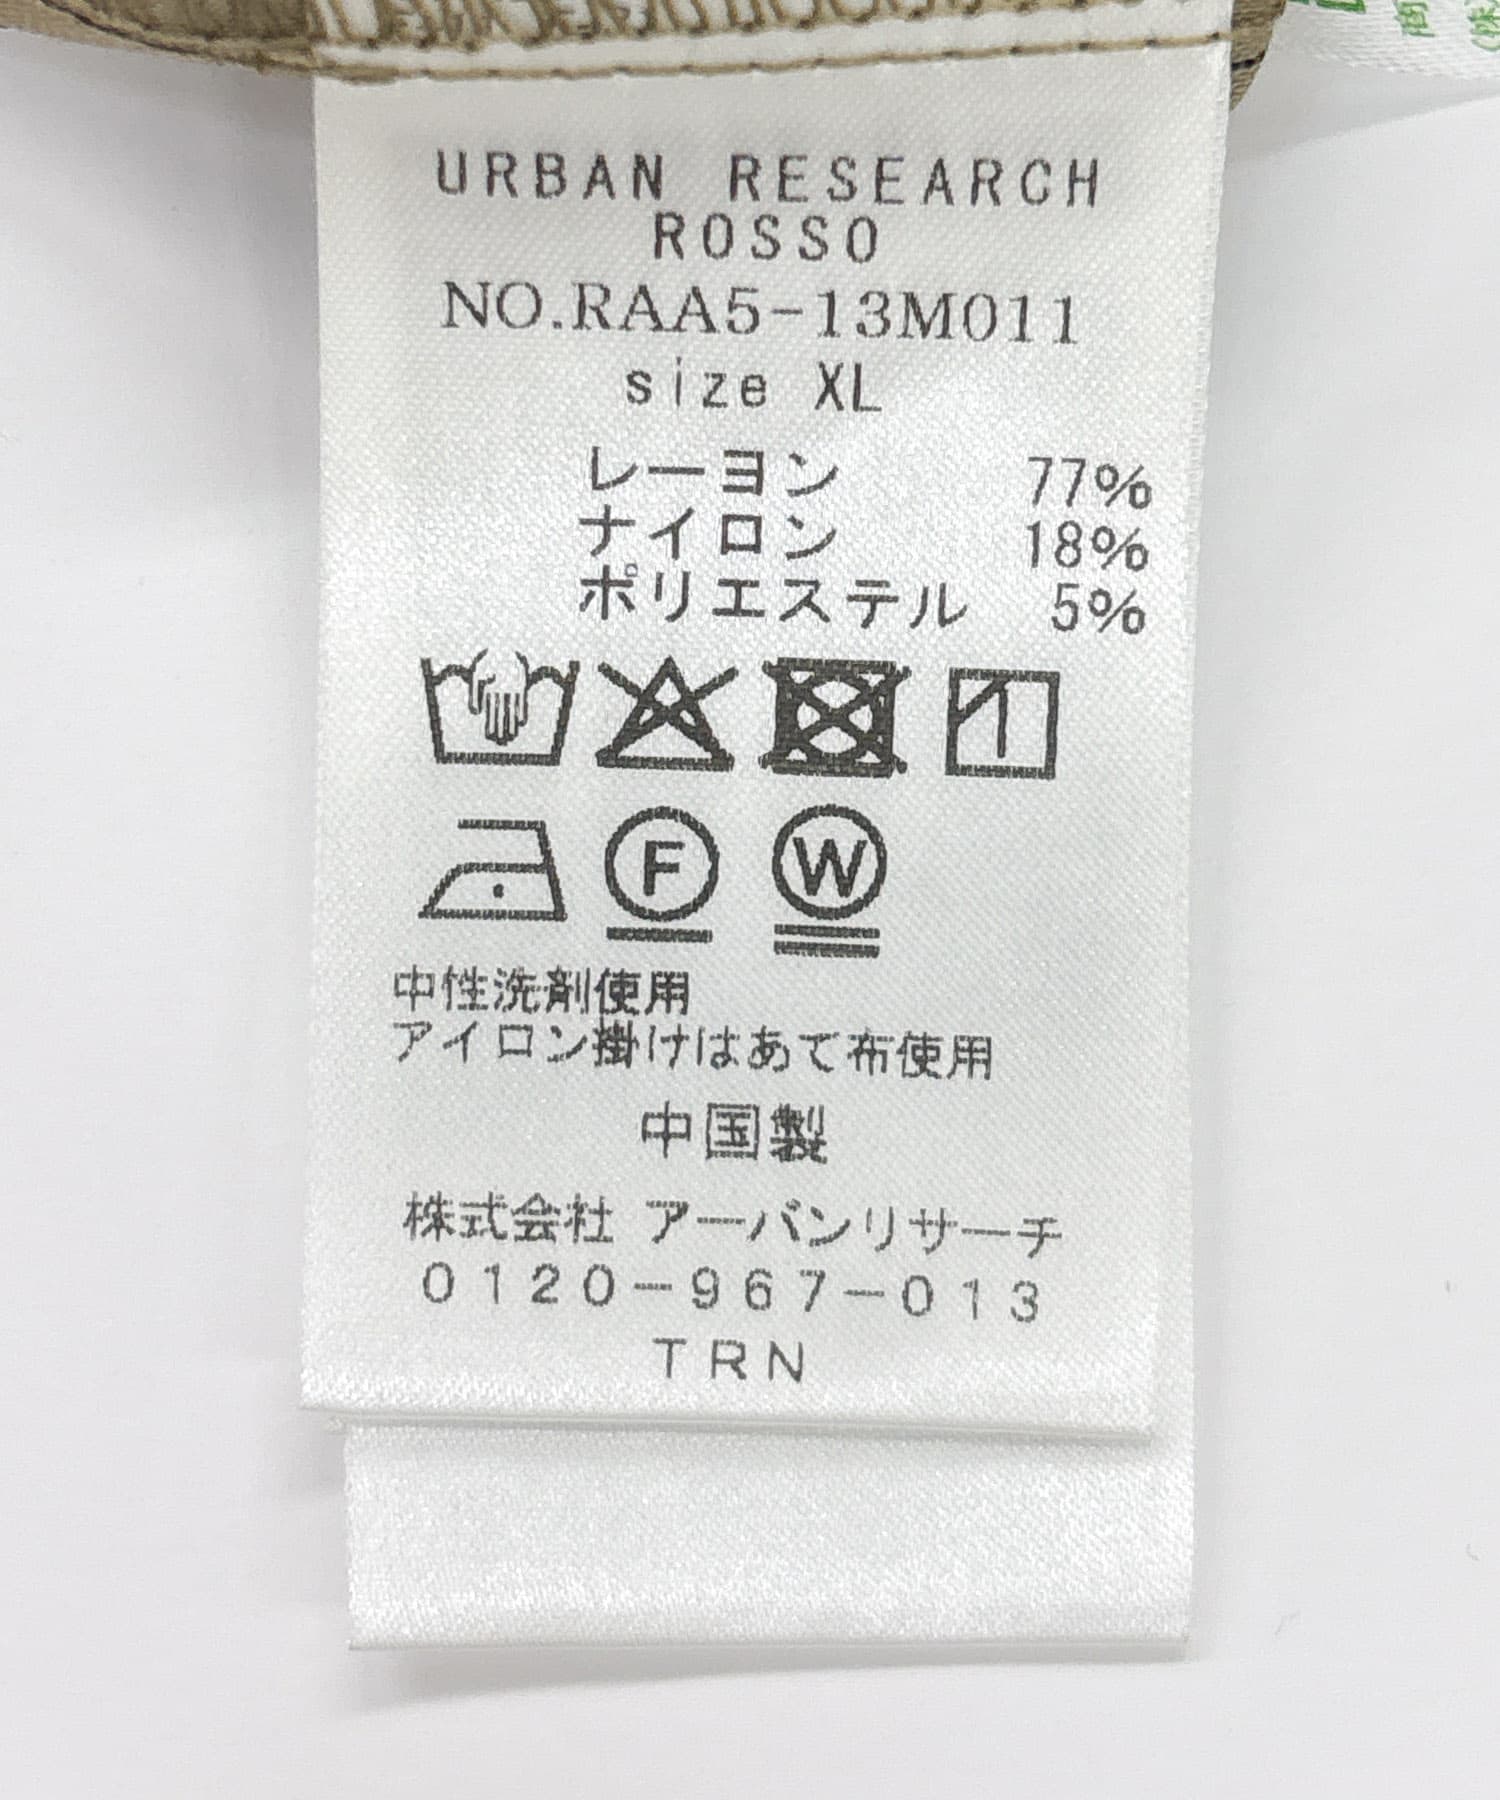 URBAN RESEARCH
ROSSO
NO.RAA5-13M011
size XL
レーヨン 77%
ナイロン 18%
ポリエステル 5%
F W
中性洗剤使用
アイロン掛けはあて布使用
中国製
株式会社 アーバンリサーチ
0120-967-013
TRN